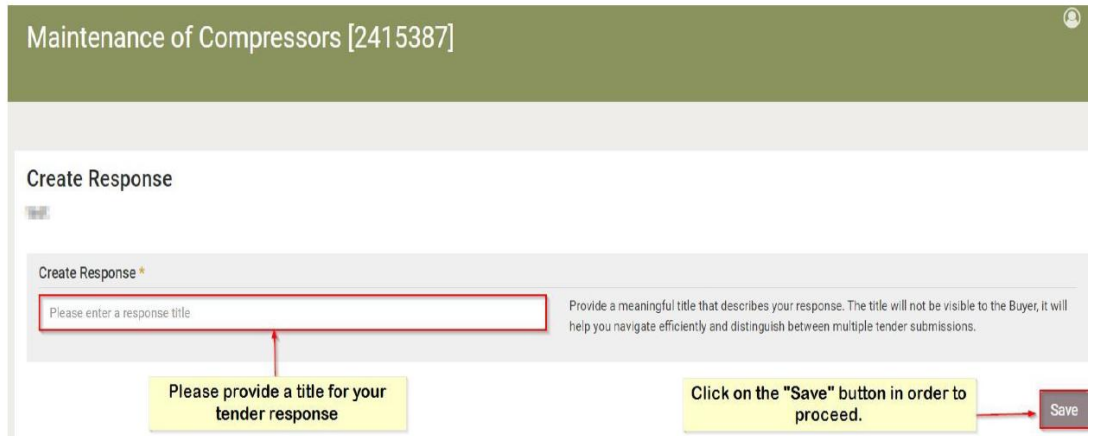 Maintenance of Compressors [2415387]
Create Response
Create Response *
Please enter a response title
Provide a meaningful title that describes your response. The title will not be visible to the Buyer, it will
help you navigate efficiently and distinguish between multiple tender submissions.
Please provide a title for your
tender response
Click on the "Save" button in order to
proceed.
Save